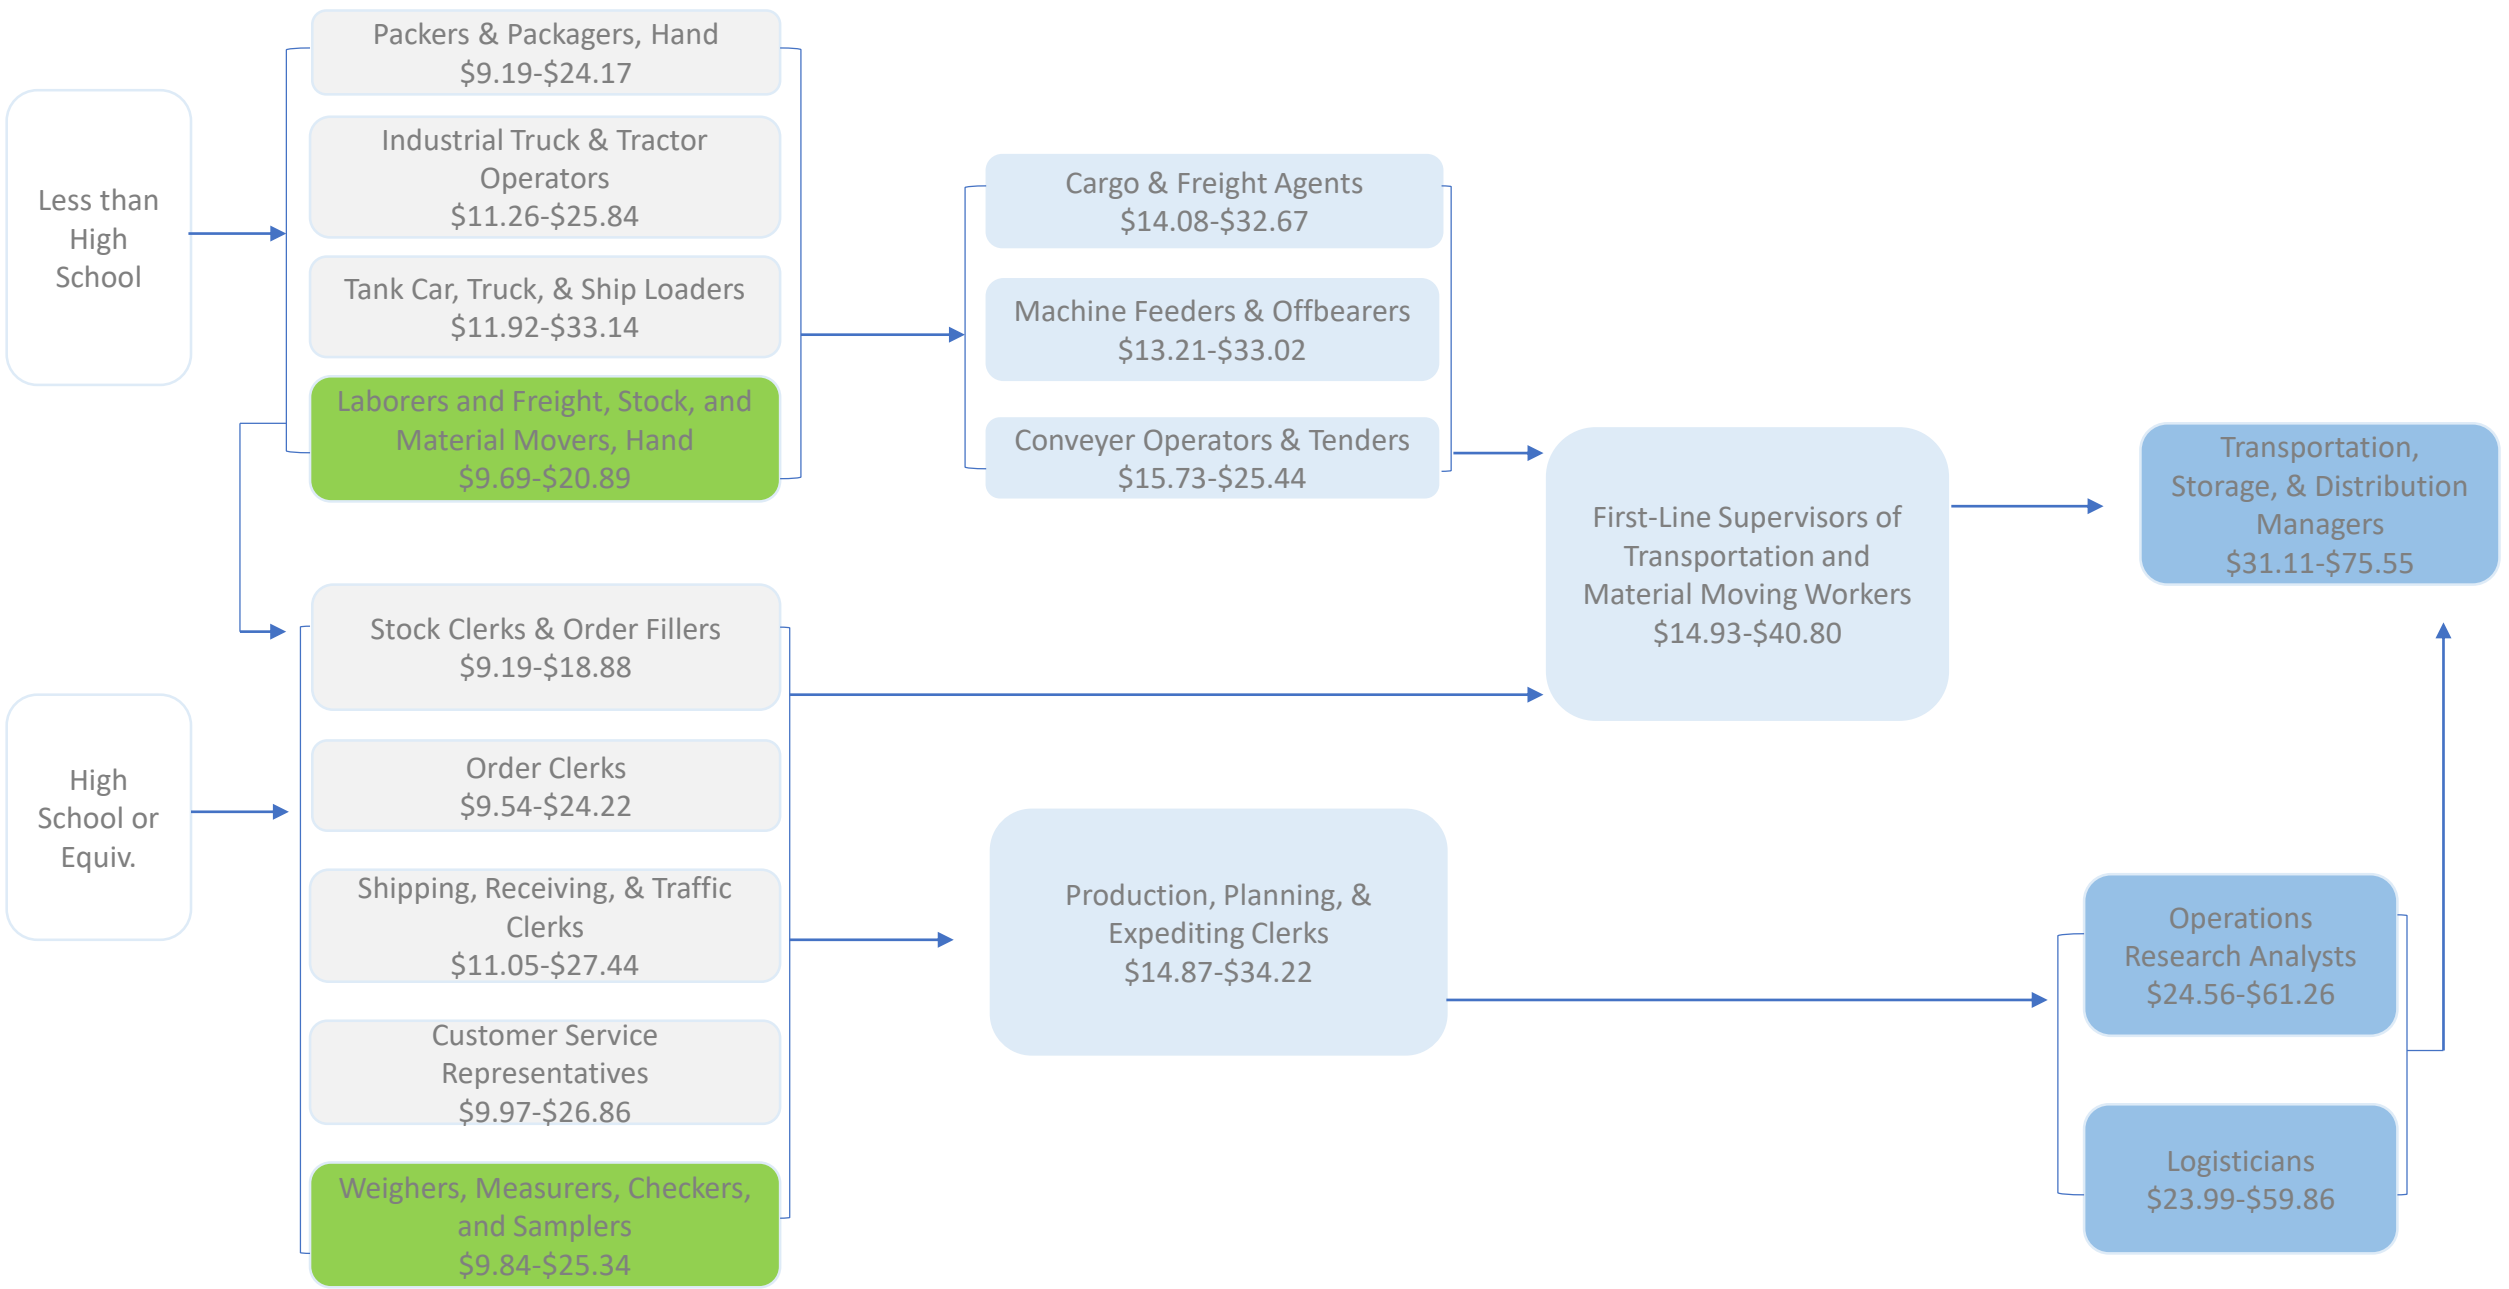 Less than
High
School
Packers & Packagers, Hand
$9.19-$24.17
Industrial Truck & Tractor
Operators
$11.26-$25.84
Tank Car, Truck, & Ship Loaders
$11.92-$33.14
Laborers and Freight, Stock, and
Material Movers, Hand
$9.69-$20.89
Cargo & Freight Agents
$14.08-$32.67
Machine Feeders & Offbearers
$13.21-$33.02
Conveyer Operators & Tenders
$15.73-$25.44
First-Line Supervisors of
Transportation and
Material Moving Workers
$14.93-$40.80
Transportation,
Storage, & Distribution
Managers
$31.11-$75.55
High
School or
Equiv.
Stock Clerks & Order Fillers
$9.19-$18.88
Order Clerks
$9.54-$24.22
Shipping, Receiving, & Traffic
Clerks
$11.05-$27.44
Customer Service
Representatives
$9.97-$26.86
Weighers, Measurers, Checkers,
and Samplers
$9.84-$25.34
Production, Planning, &
Expediting Clerks
$14.87-$34.22
Operations
Research Analysts
$24.56-$61.26
Logisticians
$23.99-$59.86